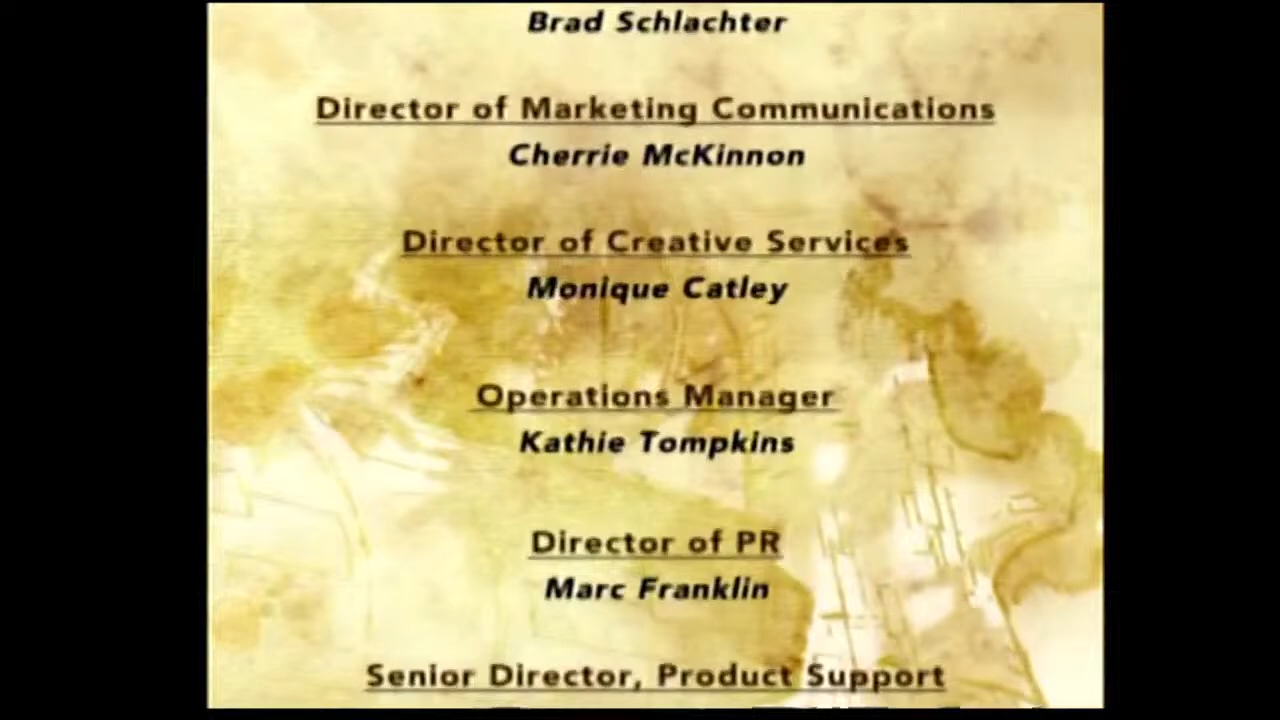 Brad Schlachter
Director of Marketing Communications
Cherrie McKinnon
Director of Creative Services
Monique Catley
Operations Manager
Kathie Tompkins
Director of PR
Marc Franklin
Senior Director, Product Support